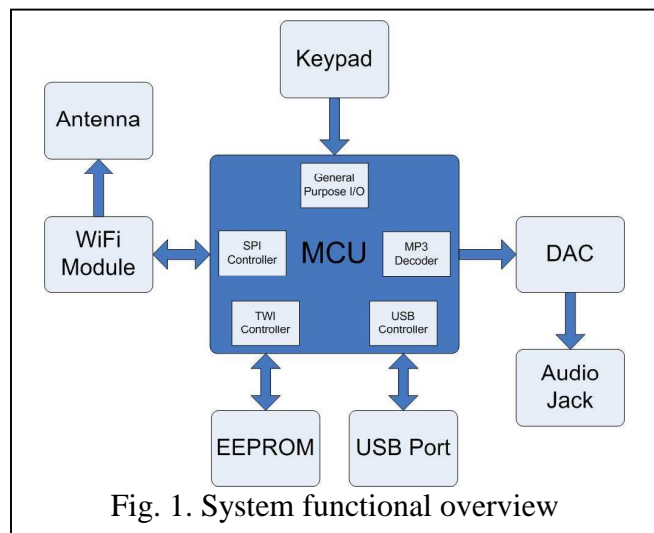 Keypad
Antenna
General
Purpose I/O
WiFi
Module
SPI
Controller
MCU
MP3
Decoder
DAC
TWI
Controller
USB
Controller
Audio
Jack
EEPROM
USB Port
Fig. 1. System functional overview